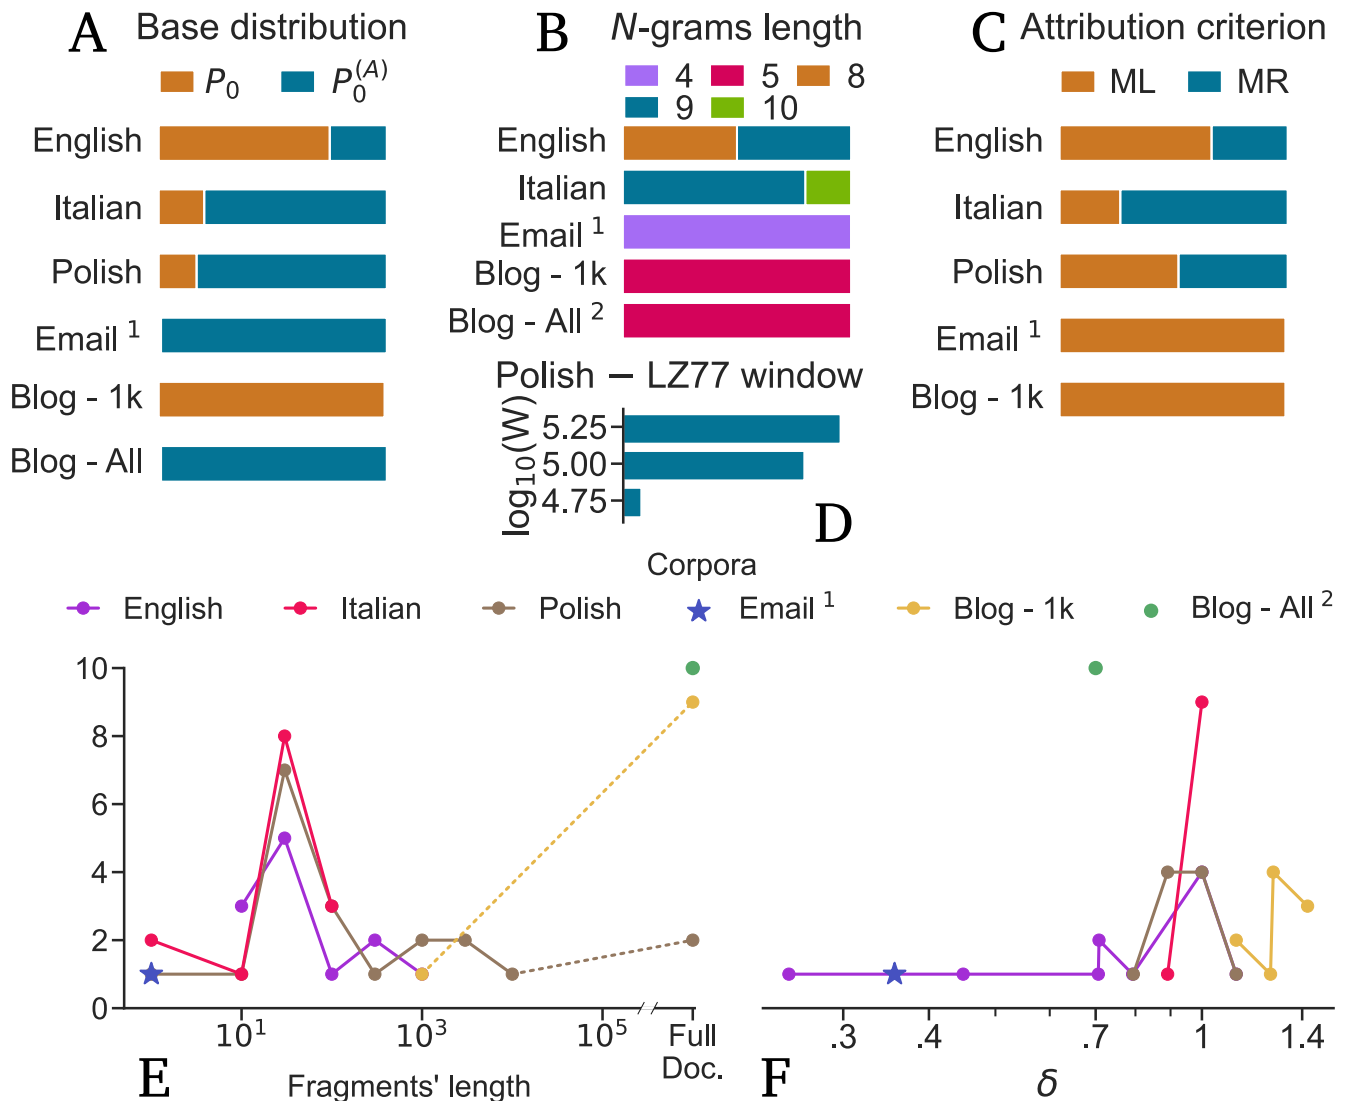 A Base distribution
P0 P0(A)
English
Italian
Polish
Email 1
Blog - 1k
Blog - All
B N-grams length
4 5 8
9 10
English
Italian
Email 1
Blog - 1k
Blog - All 2
C Attribution criterion
ML MR
English
Italian
Polish
Email 1
Blog - 1k
Polish — LZ77 window
log10(W)
5.25
5.00
4.75
D
Corpora
English Italian Polish Email 1 Blog - 1k Blog - All 2
10
8
6
4
2
0
10^1 10^3 10^5 Full Doc.
E Fragments' length
.3 .4 .7 1 1.4
F δ